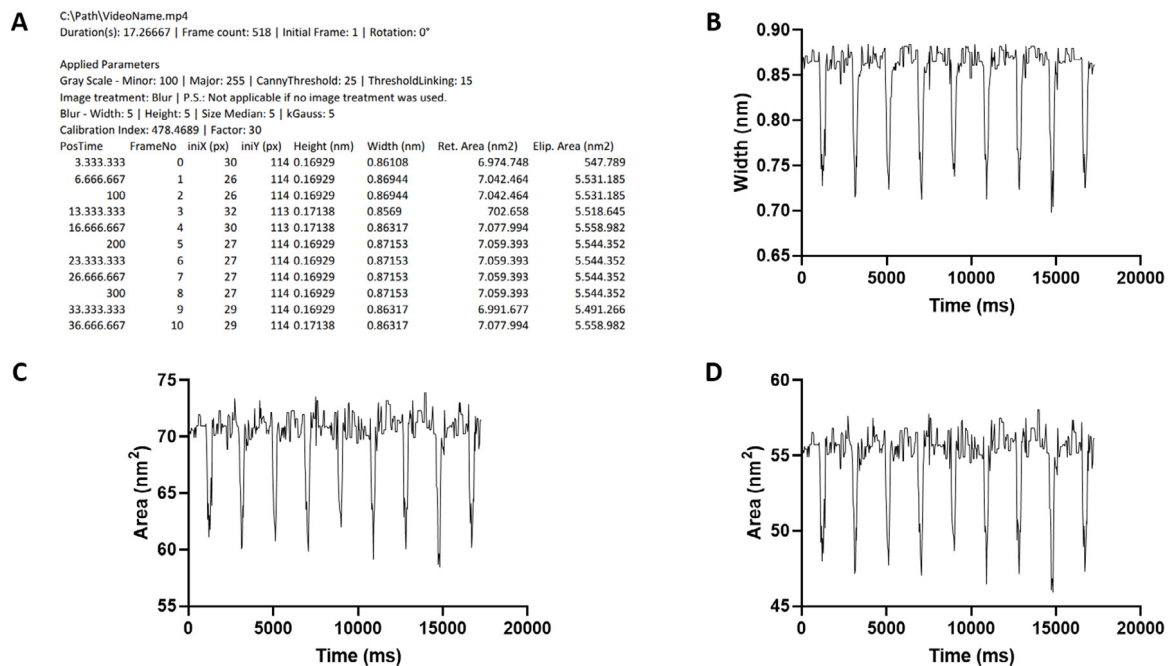 A
C:\Path\VideoName.mp4
Duration(s): 17.26667 | Frame count: 518 | Initial Frame: 1 | Rotation: 0°
Applied Parameters
Gray Scale - Minor: 100 | Major: 255 | CannyThreshold: 25 | ThresholdLinking: 15
Image treatment: Blur | P.S.: Not applicable if no image treatment was used.
Blur - Width: 5 | Height: 5 | Size Median: 5 | kGauss: 5
Calibration Index: 478.4689 | Factor: 30
PosTime FrameNo iniX (px) iniY (px) Height (nm) Width (nm) Ret. Area (nm2) Elip. Area (nm2)
3.333.333 0 30 114 0.16929 0.86108 6.974.748 547.789
6.666.667 1 26 114 0.16929 0.86944 7.042.464 5.531.185
100 2 26 114 0.16929 0.86944 7.042.464 5.531.185
13.333.333 3 32 113 0.17138 0.8569 702.658 5.518.645
16.666.667 4 30 113 0.17138 0.86317 7.077.994 5.558.982
200 5 27 114 0.16929 0.87153 7.059.393 5.544.352
23.333.333 6 27 114 0.16929 0.87153 7.059.393 5.544.352
26.666.667 7 27 114 0.16929 0.87153 7.059.393 5.544.352
300 8 27 114 0.16929 0.87153 7.059.393 5.544.352
33.333.333 9 29 114 0.16929 0.86317 6.991.677 5.491.266
36.666.667 10 29 114 0.17138 0.86317 7.077.994 5.558.982
B
Width (nm)
0.90
0.85
0.80
0.75
0.70
0.65
0 5000 10000 15000 20000
Time (ms)
C
Area (nm²)
75
70
65
60
55
0 5000 10000 15000 20000
Time (ms)
D
Area (nm²)
60
55
50
45
0 5000 10000 15000 20000
Time (ms)